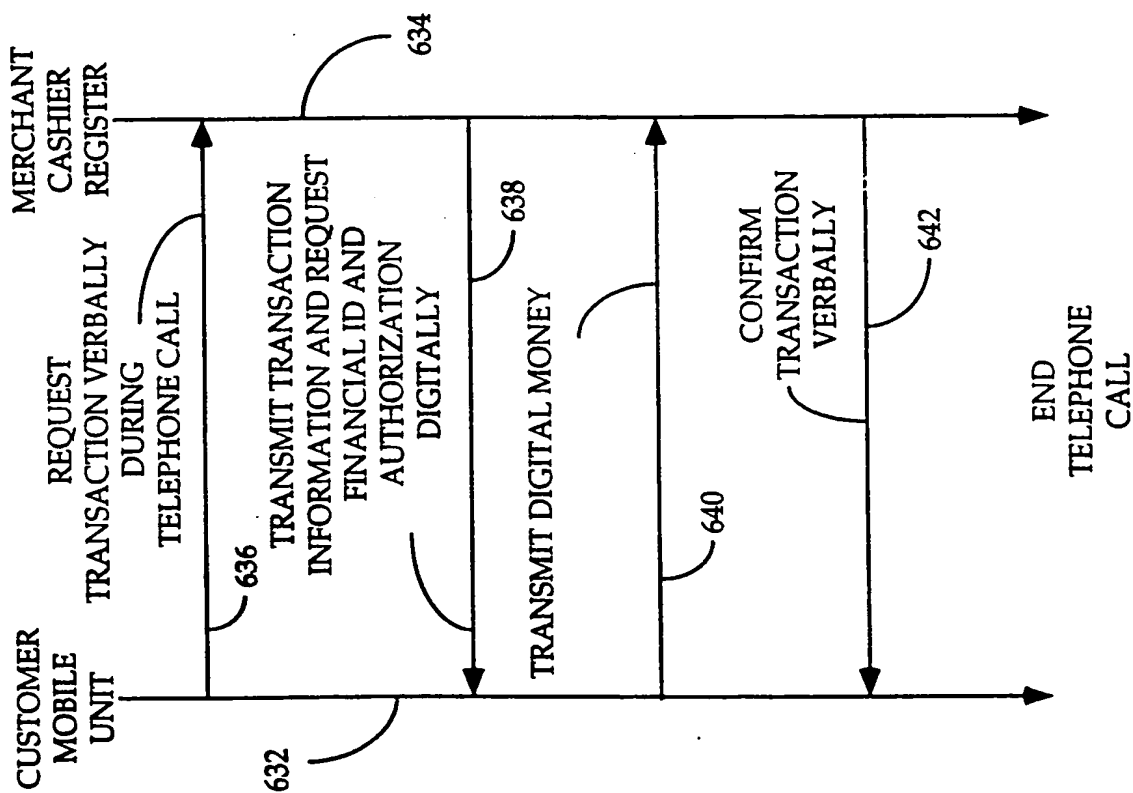 CUSTOMER
MOBILE
UNIT
MERCHANT
CASHIER
REGISTER
REQUEST
TRANSACTION VERBALLY
DURING
TELEPHONE CALL
636
634
TRANSMIT TRANSACTION
INFORMATION AND REQUEST
FINANCIAL ID AND
AUTHORIZATION
DIGITALLY
632
638
TRANSMIT DIGITAL MONEY
640
CONFIRM
TRANSACTION
VERBALLY
642
END
TELEPHONE
CALL